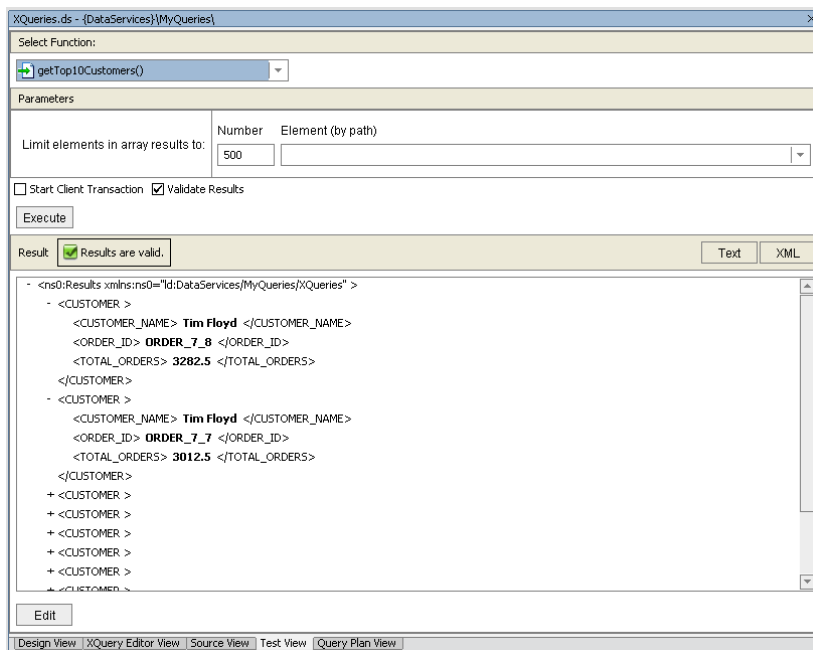 XQueries.ds - {DataServices}\MyQueries\
Select Function:
getTop10Customers()
Parameters
Number Element (by path)
Limit elements in array results to:
500
Start Client Transaction Validate Results
Execute
Result Results are valid. Text XML
- <ns0:Results xmlns:ns0="ld:DataServices/MyQueries/XQueries" >
- <CUSTOMER >
<CUSTOMER_NAME> Tim Floyd </CUSTOMER_NAME>
<ORDER_ID> ORDER_7_8 </ORDER_ID>
<TOTAL_ORDERS> 3282.5 </TOTAL_ORDERS>
</CUSTOMER>
- <CUSTOMER >
<CUSTOMER_NAME> Tim Floyd </CUSTOMER_NAME>
<ORDER_ID> ORDER_7_7 </ORDER_ID>
<TOTAL_ORDERS> 3012.5 </TOTAL_ORDERS>
</CUSTOMER>
+ <CUSTOMER >
+ <CUSTOMER >
+ <CUSTOMER >
+ <CUSTOMER >
+ <CUSTOMER >
+ <CUSTOMER >
Edit
Design View XQuery Editor View Source View Test View Query Plan View